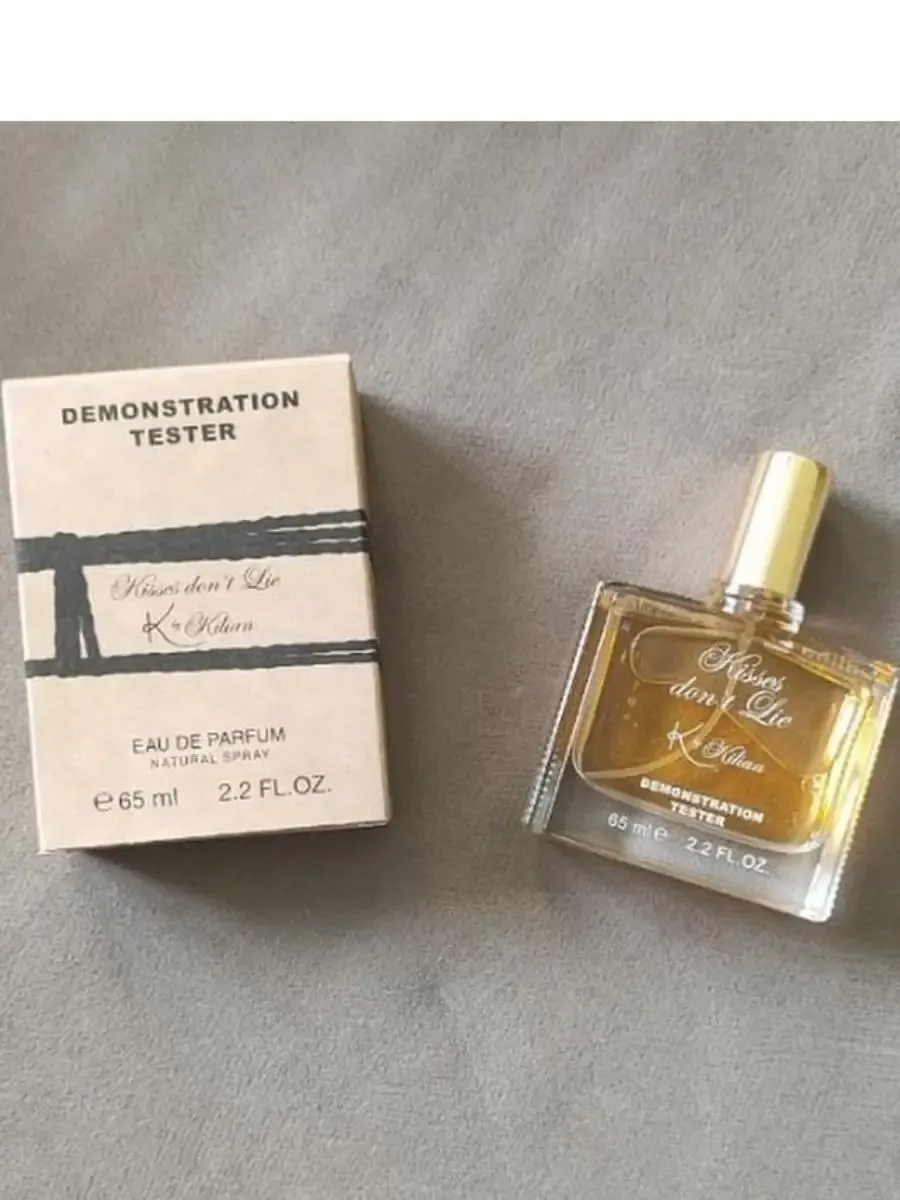 DEMONSTRATION
TESTER
Kisses don't Lie
K by Kilian
EAU DE PARFUM
NATURAL SPRAY
e 65 ml 2.2 FL.OZ.
Kisses
don't Lie
K by Kilian
DEMONSTRATION
TESTER
65 ml e 2.2 FL.OZ.